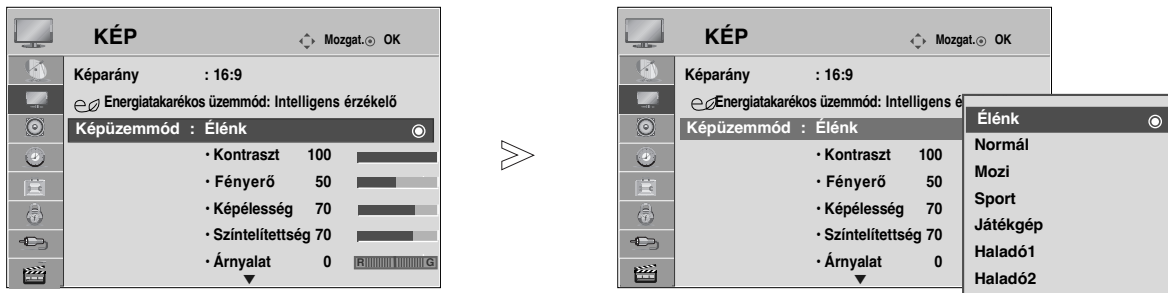 KÉP
Mozgat. OK
Képarány : 16:9
Energiatakarékos üzemmód: Intelligens érzékelő
Képüzemmód : Élénk
• Kontraszt 100
• Fényerő 50
• Képélesség 70
• Színtelítettség 70
• Árnyalat 0 R G
KÉP
Mozgat. OK
Képarány : 16:9
Energiatakarékos üzemmód: Intelligens é
Képüzemmód : Élénk
• Kontraszt 100
• Fényerő 50
• Képélesség 70
• Színtelítettség 70
• Árnyalat 0
Élénk
Normál
Mozi
Sport
Játékgép
Haladó1
Haladó2